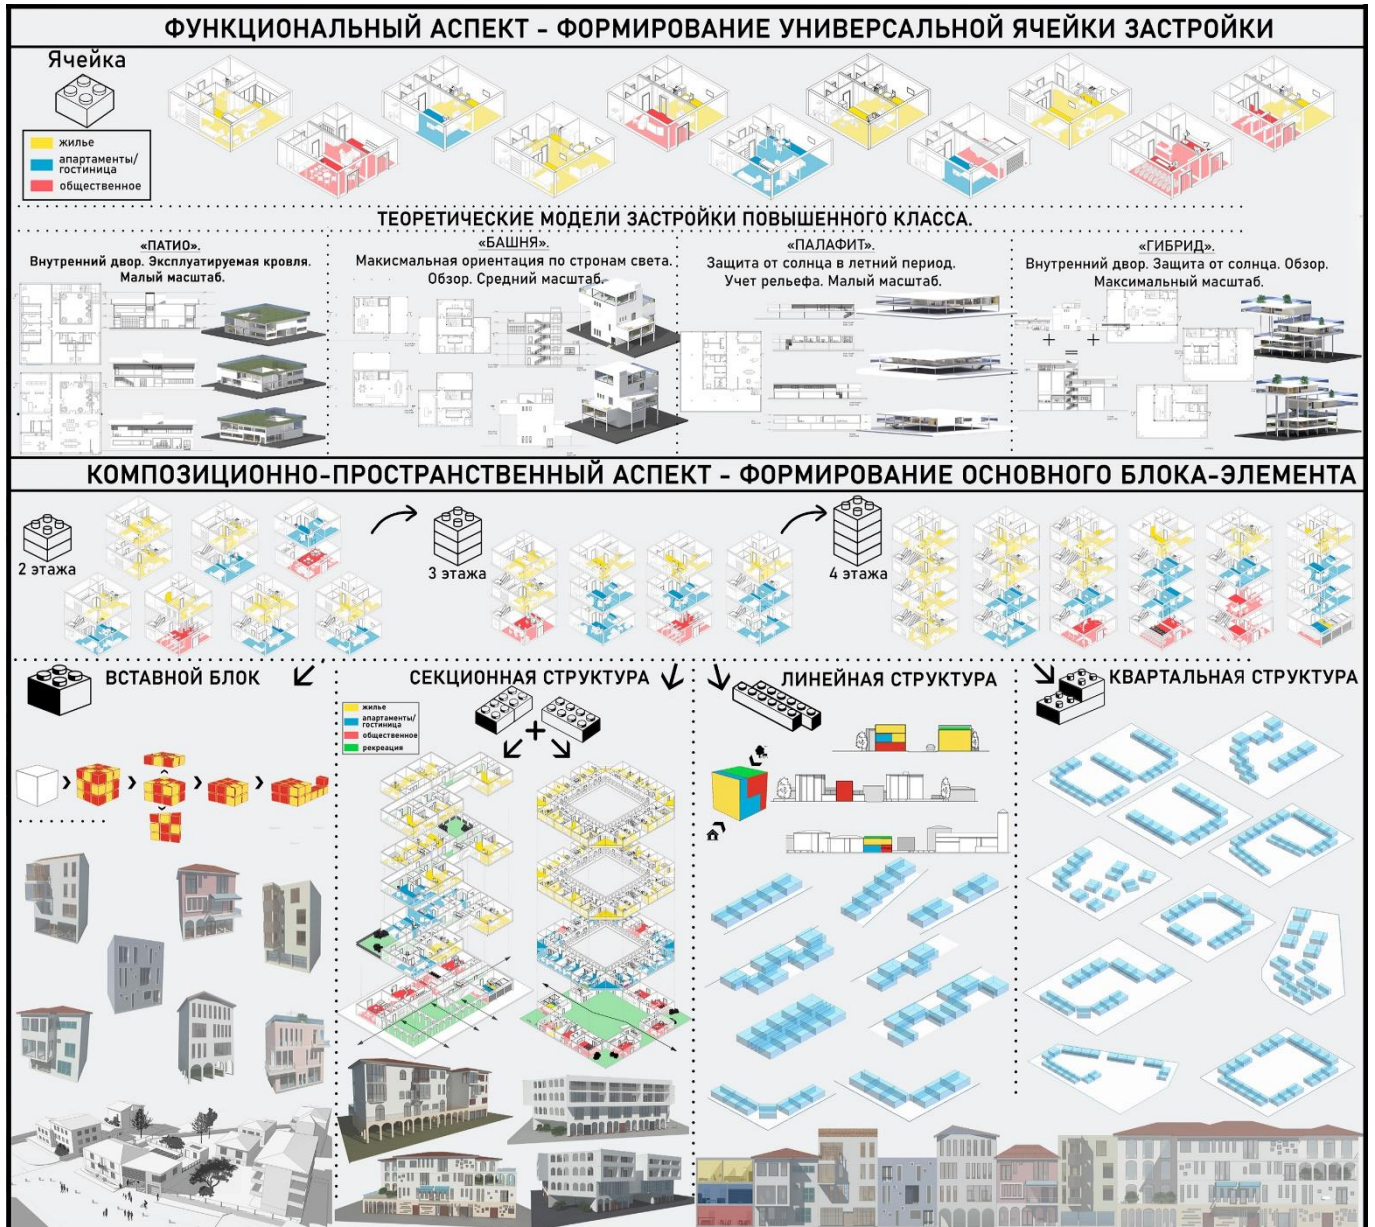 ФУНКЦИОНАЛЬНЫЙ АСПЕКТ - ФОРМИРОВАНИЕ УНИВЕРСАЛЬНОЙ ЯЧЕЙКИ ЗАСТРОЙКИ
Ячейка
жилье
апартаменты/
гостиница
общественное
ТЕОРЕТИЧЕСКИЕ МОДЕЛИ ЗАСТРОЙКИ ПОВЫШЕННОГО КЛАССА.
«ПАТИО».
Внутренний двор. Эксплуатируемая кровля.
Малый масштаб.
«БАШНЯ».
Макисмальная ориентация по стронам света.
Обзор. Средний масштаб.
«ПАЛАФИТ».
Защита от солнца в летний период.
Учет рельефа. Малый масштаб.
«ГИБРИД».
Внутренний двор. Защита от солнца. Обзор.
Максимальный масштаб.
КОМПОЗИЦИОННО-ПРОСТРАНСТВЕННЫЙ АСПЕКТ - ФОРМИРОВАНИЕ ОСНОВНОГО БЛОКА-ЭЛЕМЕНТА
2 этажа
3 этажа
4 этажа
ВСТАВНОЙ БЛОК
СЕКЦИОННАЯ СТРУКТУРА
жилье
апартаменты/
гостиница
общественное
рекреация
ЛИНЕЙНАЯ СТРУКТУРА
КВАРТАЛЬНАЯ СТРУКТУРА